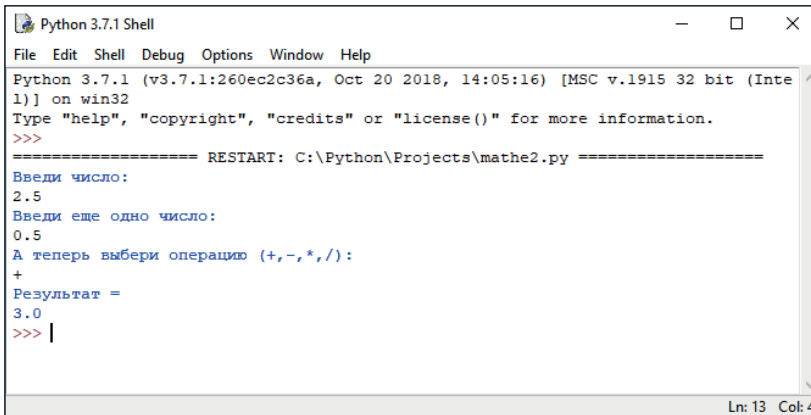 Python 3.7.1 Shell
File Edit Shell Debug Options Window Help
Python 3.7.1 (v3.7.1:260ec2c36a, Oct 20 2018, 14:05:16) [MSC v.1915 32 bit (Inte
l)] on win32
Type "help", "copyright", "credits" or "license()" for more information.
>>>
=================== RESTART: C:\Python\Projects\mathe2.py ===================
Введи число:
2.5
Введи еще одно число:
0.5
А теперь выбери операцию (+,-,*,/):
+
Результат =
3.0
>>>
Ln: 13 Col: 4